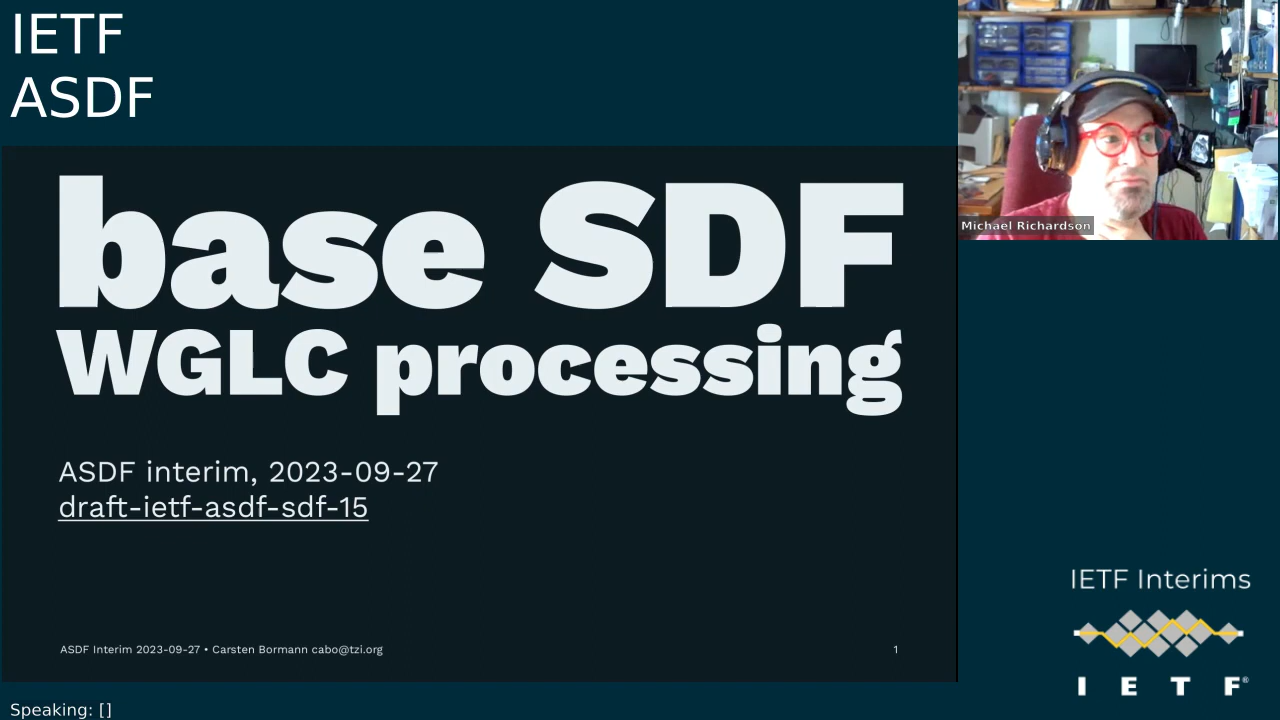 IETF
ASDF
base SDF
WGLC processing
ASDF interim, 2023-09-27
draft-ietf-asdf-sdf-15
ASDF Interim 2023-09-27 • Carsten Bormann cabo@tzi.org
1
Michael Richardson
IETF Interims
I E T F®
Speaking: []